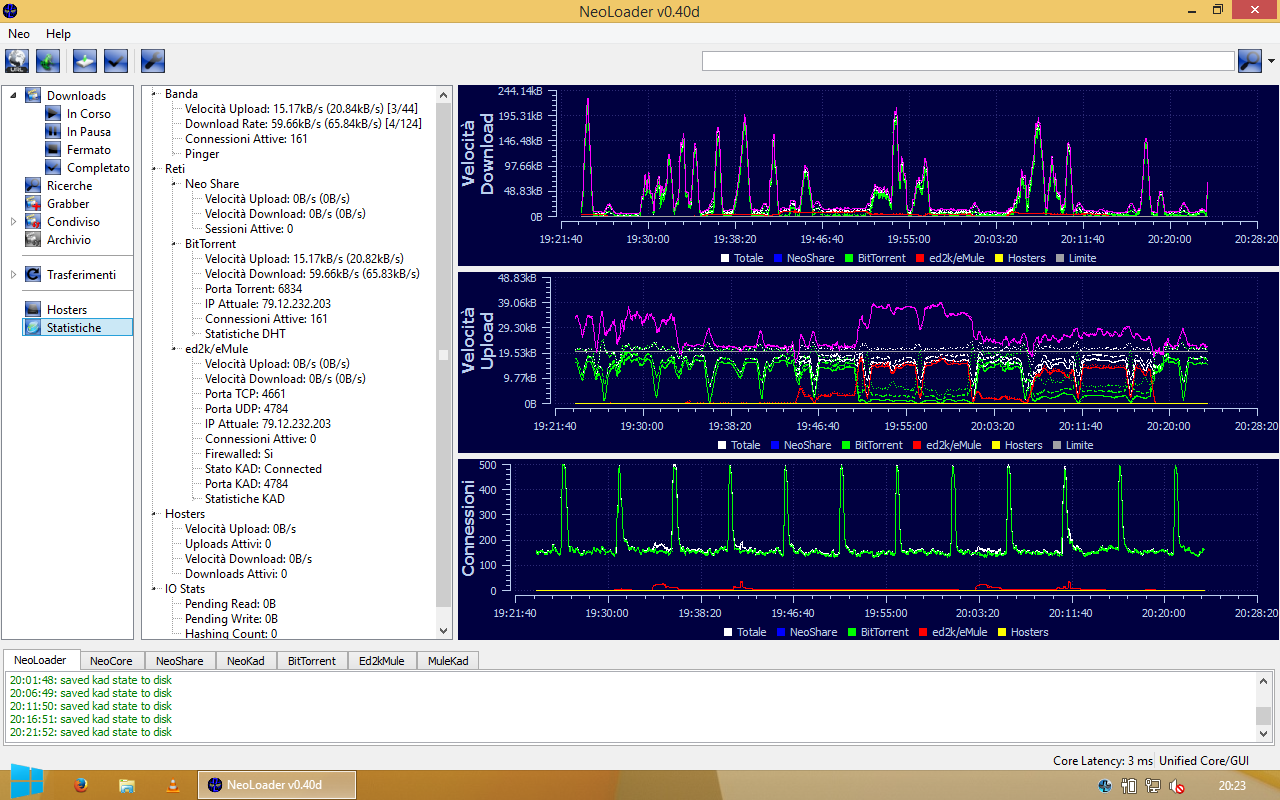 NeoLoader v0.40d
Neo Help
URL
Downloads
In Corso
In Pausa
Fermato
Completato
Ricerche
Grabber
Condiviso
Archivio
Trasferimenti
Hosters
Statistiche
Banda
Velocità Upload: 15.17kB/s (20.84kB/s) [3/44]
Download Rate: 59.66kB/s (65.84kB/s) [4/124]
Connessioni Attive: 161
Pinger
Reti
Neo Share
Velocità Upload: 0B/s (0B/s)
Velocità Download: 0B/s (0B/s)
Sessioni Attive: 0
BitTorrent
Velocità Upload: 15.17kB/s (20.82kB/s)
Velocità Download: 59.66kB/s (65.83kB/s)
Porta Torrent: 6834
IP Attuale: 79.12.232.203
Connessioni Attive: 161
Statistiche DHT
ed2k/eMule
Velocità Upload: 0B/s (0B/s)
Velocità Download: 0B/s (0B/s)
Porta TCP: 4661
Porta UDP: 4784
IP Attuale: 79.12.232.203
Connessioni Attive: 0
Firewalled: Si
Stato KAD: Connected
Porta KAD: 4784
Statistiche KAD
Hosters
Velocità Upload: 0B/s
Uploads Attivi: 0
Velocità Download: 0B/s
Downloads Attivi: 0
IO Stats
Pending Read: 0B
Pending Write: 0B
Hashing Count: 0
Velocità
Download
244.14kB
195.31kB
146.48kB
97.66kB
48.83kB
0B
19:21:40 19:30:00 19:38:20 19:46:40 19:55:00 20:03:20 20:11:40 20:20:00 20:28:20
Totale NeoShare BitTorrent ed2k/eMule Hosters Limite
Velocità
Upload
48.83kB
39.06kB
29.30kB
19.53kB
9.77kB
0B
19:21:40 19:30:00 19:38:20 19:46:40 19:55:00 20:03:20 20:11:40 20:20:00 20:28:20
Totale NeoShare BitTorrent ed2k/eMule Hosters Limite
Connessioni
500
400
300
200
100
0
19:21:40 19:30:00 19:38:20 19:46:40 19:55:00 20:03:20 20:11:40 20:20:00 20:28:20
Totale NeoShare BitTorrent ed2k/eMule Hosters
NeoLoader NeoCore NeoShare NeoKad BitTorrent Ed2kMule MuleKad
20:01:48: saved kad state to disk
20:06:49: saved kad state to disk
20:11:50: saved kad state to disk
20:16:51: saved kad state to disk
20:21:52: saved kad state to disk
Core Latency: 3 ms Unified Core/GUI
NeoLoader v0.40d
20:23